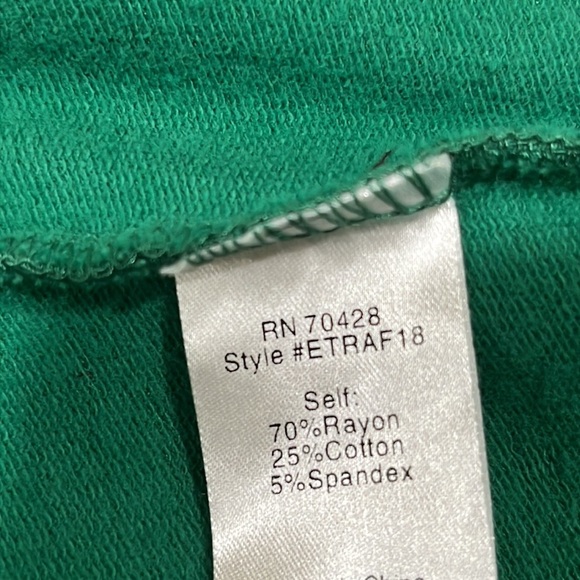 RN 70428
Style #ETRAF18
Self:
70%Rayon
25%Cotton
5%Spandex